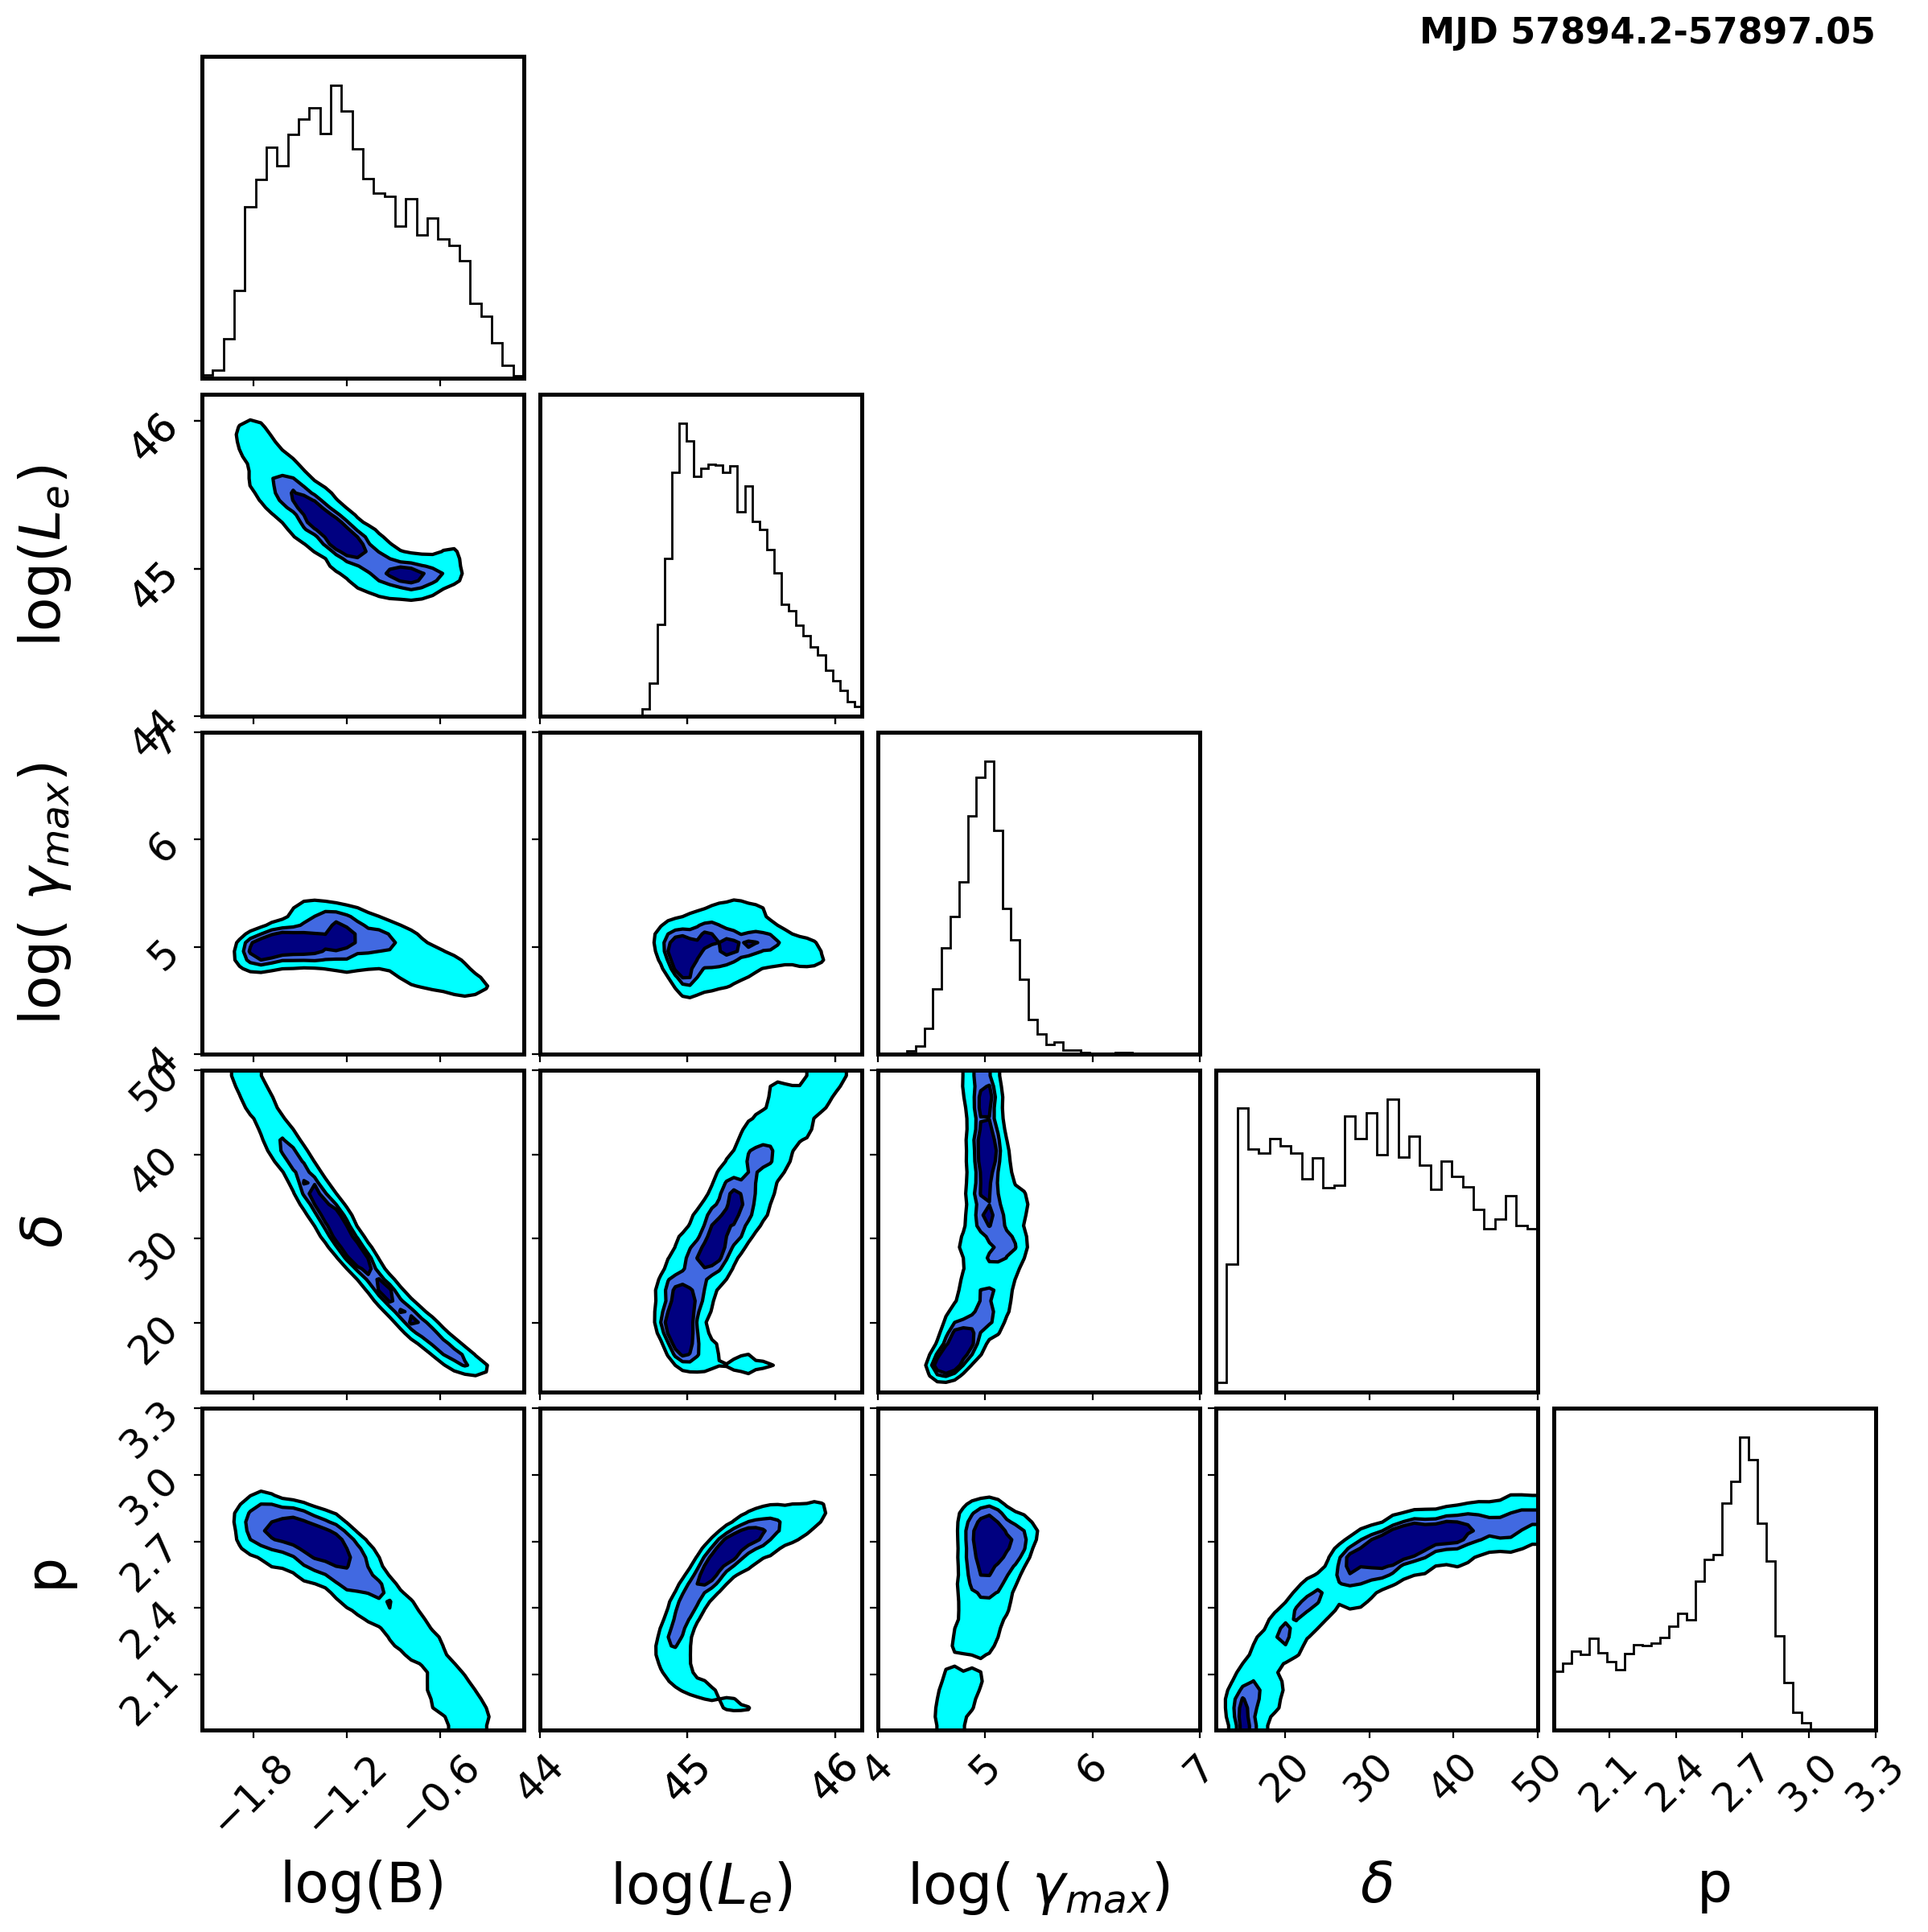 MJD 57894.2-57897.05
log(Lₑ)
46
45
44
log( γₘₐₓ)
7
6
5
4
δ
50
40
30
20
p
3.3
3.0
2.7
2.4
2.1
−1.8 −1.2 −0.6 44 45 46 4 5 6 7 20 30 40 50 2.1 2.4 2.7 3.0 3.3
log(B) log(Lₑ) log( γₘₐₓ) δ p